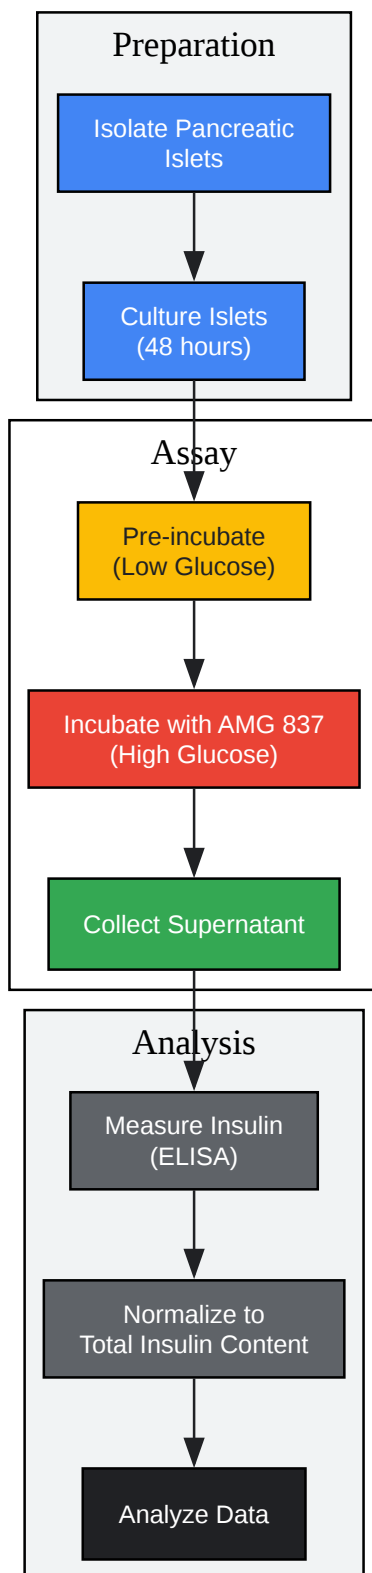 Preparation
Isolate Pancreatic
Islets
Culture Islets
(48 hours)
Assay
Pre-incubate
(Low Glucose)
Incubate with AMG 837
(High Glucose)
Collect Supernatant
Analysis
Measure Insulin
(ELISA)
Normalize to
Total Insulin Content
Analyze Data